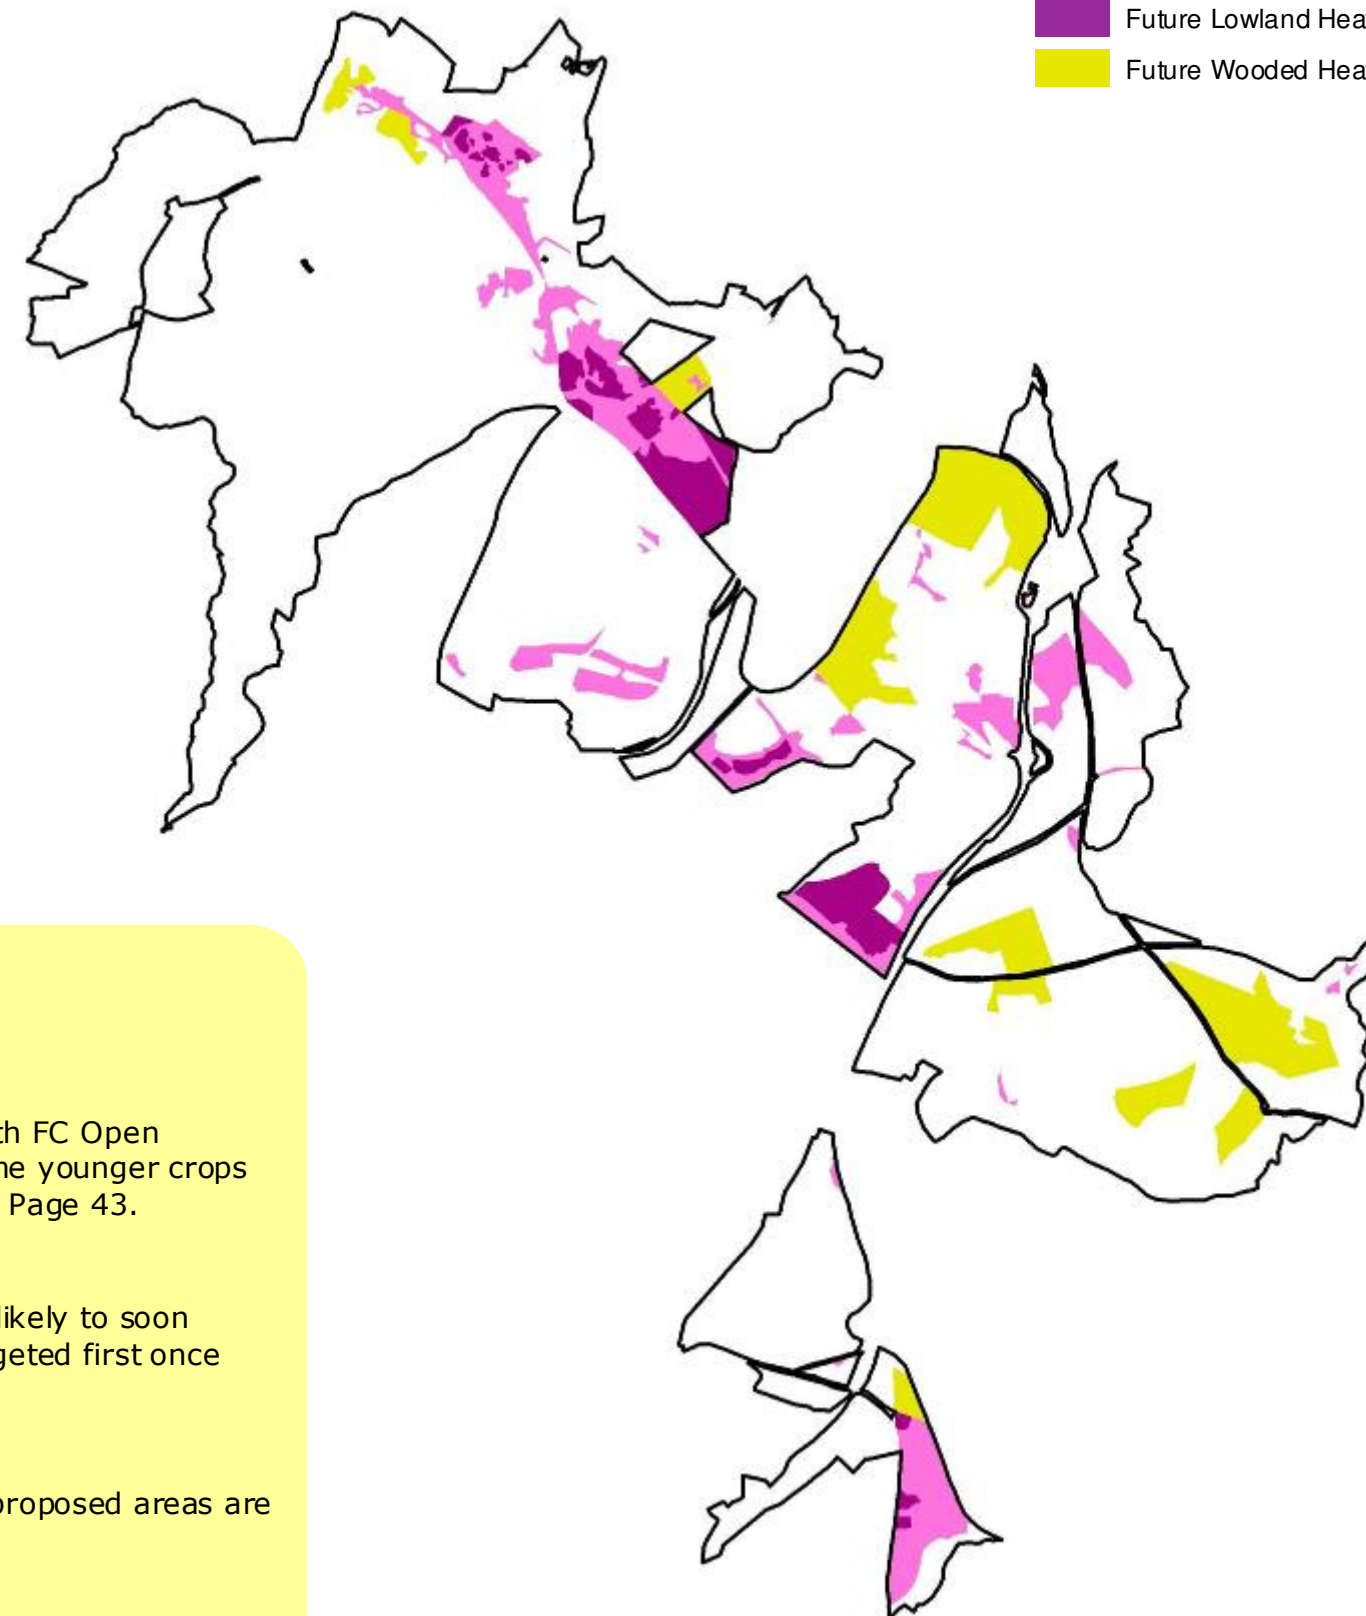 Future Lowland Hea
Future Wooded Hea
th FC Open
ne younger crops
Page 43.
likely to soon
geted first once
proposed areas are